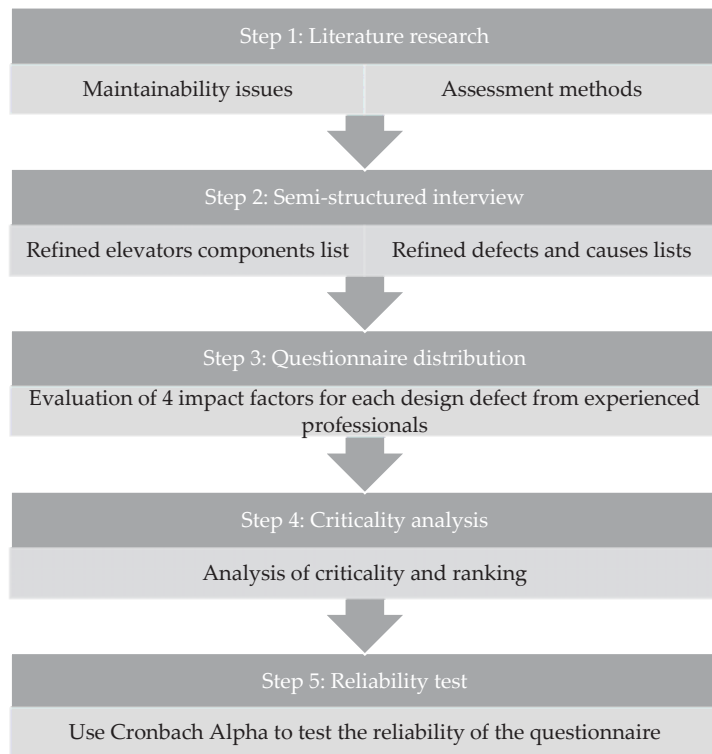 Step 1: Literature research
Maintainability issues
Assessment methods
Step 2: Semi-structured interview
Refined elevators components list
Refined defects and causes lists
Step 3: Questionnaire distribution
Evaluation of 4 impact factors for each design defect from experienced
professionals
Step 4: Criticality analysis
Analysis of criticality and ranking
Step 5: Reliability test
Use Cronbach Alpha to test the reliability of the questionnaire